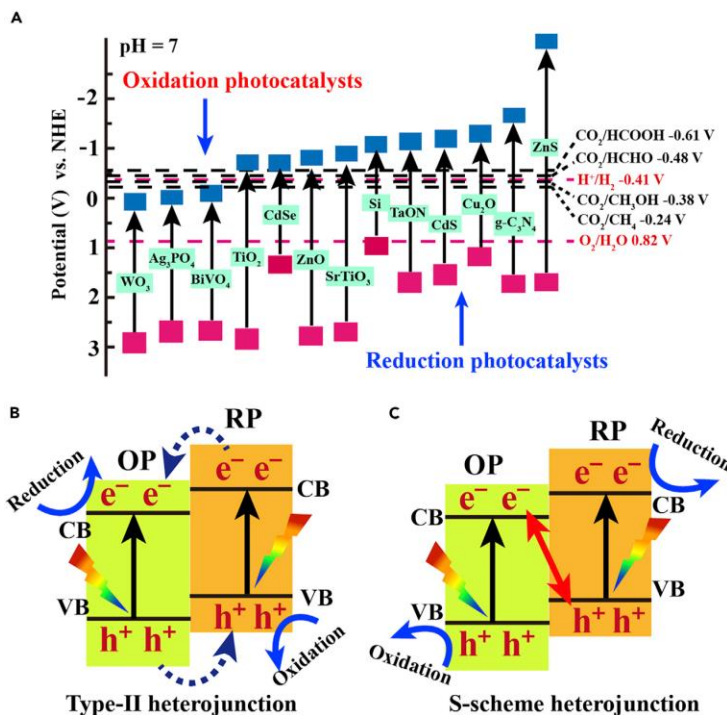 A
pH = 7
Oxidation photocatalysts
Potential (V) vs. NHE
-2
-1
0
1
2
3
WO3
Ag3PO4
BiVO4
TiO2
CdSe
ZnO
SrTiO3
Si
TaON
CdS
Cu2O
g-C3N4
ZnS
CO2/HCOOH -0.61 V
CO2/HCHO -0.48 V
H+/H2 -0.41 V
CO2/CH3OH -0.38 V
CO2/CH4 -0.24 V
O2/H2O 0.82 V
Reduction photocatalysts
B
Reduction
OP
RP
e− e−
e− e−
CB
CB
VB
VB
h+ h+
h+ h+
Oxidation
Type-II heterojunction
C
OP
RP
Reduction
e− e−
e− e−
CB
CB
VB
VB
h+ h+
h+ h+
Oxidation
S-scheme heterojunction